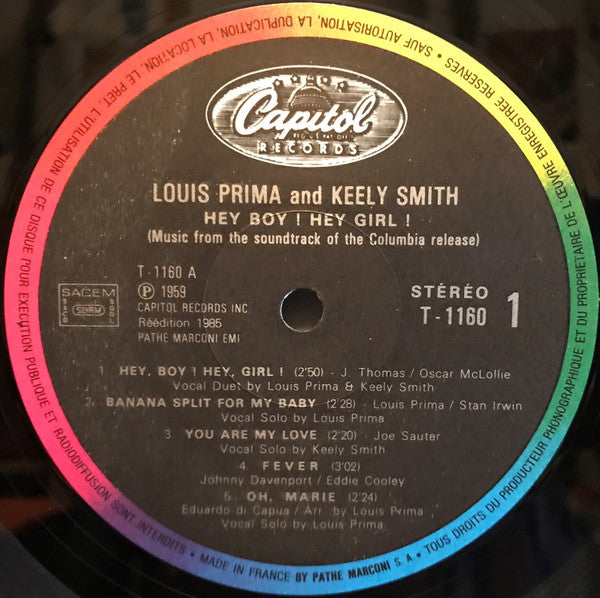 Capitol
RECORDS
LOUIS PRIMA and KEELY SMITH
HEY BOY ! HEY GIRL !
(Music from the soundtrack of the Columbia release)
T-1160 A
Ⓟ 1959
CAPITOL RECORDS INC.
Réédition 1985
PATHE MARCONI EMI
SACEM
SACD
SDRM
SGDL
STÉRÉO
T-1160
1
1. HEY, BOY ! HEY, GIRL ! (2'50) - J. Thomas / Oscar McLollie
Vocal Duet by Louis Prima & Keely Smith
2- BANANA SPLIT FOR MY BABY (2'28) - Louis Prima / Stan Irwin
Vocal Solo by Louis Prima
3. YOU ARE MY LOVE (2'20) - Joe Sauter
Vocal Solo by Keely Smith
4. FEVER (3'02)
Johnny Davenport / Eddie Cooley
5. OH, MARIE (2'24)
Eduardo di Capua / Arr. by Louis Prima
Vocal Solo by Louis Prima
• MADE IN FRANCE BY PATHE MARCONI S.A. • TOUS DROITS DU PRODUCTEUR PHONOGRAPHIQUE ET DU PROPRIETAIRE DE L'ŒUVRE ENREGISTREE RESERVES • SAUF AUTORISATION, LA DUPLICATION, LA LOCATION, LE PRET, L'UTILISATION DE CE DISQUE POUR EXECUTION PUBLIQUE ET RADIODIFFUSION SONT INTERDITS